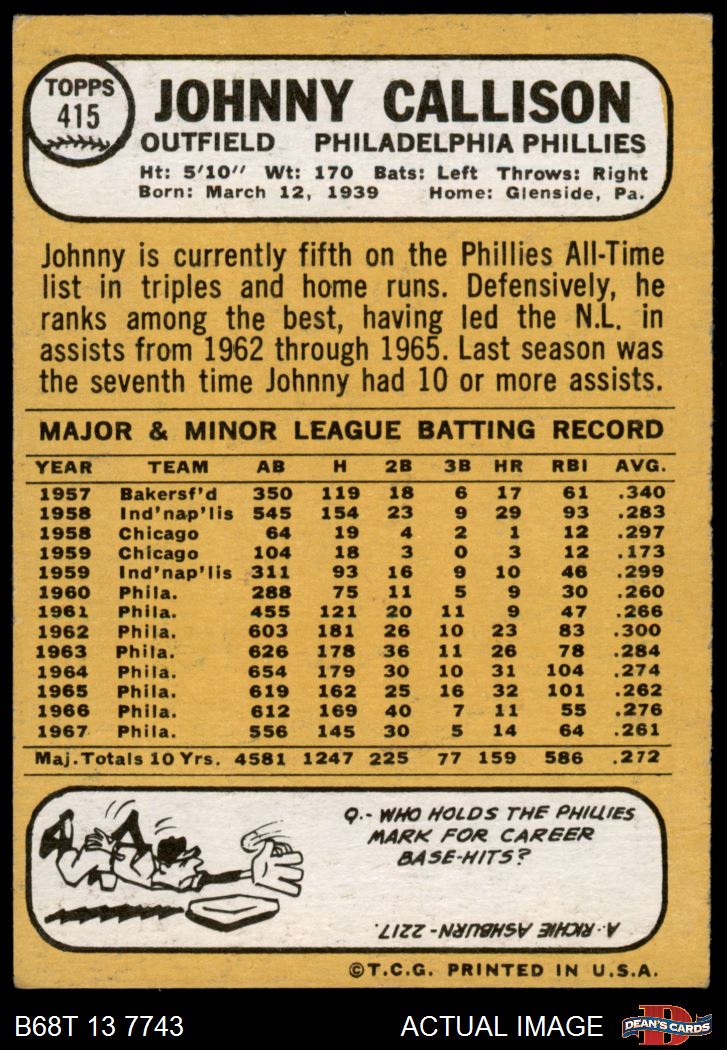 TOPPS
415
JOHNNY CALLISON
OUTFIELD PHILADELPHIA PHILLIES
Ht: 5'10" Wt: 170 Bats: Left Throws: Right
Born: March 12, 1939 Home: Glenside, Pa.
Johnny is currently fifth on the Phillies All-Time
list in triples and home runs. Defensively, he
ranks among the best, having led the N.L. in
assists from 1962 through 1965. Last season was
the seventh time Johnny had 10 or more assists.
MAJOR & MINOR LEAGUE BATTING RECORD
YEAR TEAM AB H 2B 3B HR RBI AVG.
1957 Bakersf'd 350 119 18 6 17 61 .340
1958 Ind'nap'lis 545 154 23 9 29 93 .283
1958 Chicago 64 19 4 2 1 12 .297
1959 Chicago 104 18 3 0 3 12 .173
1959 Ind'nap'lis 311 93 16 9 10 46 .299
1960 Phila. 288 75 11 5 9 30 .260
1961 Phila. 455 121 20 11 9 47 .266
1962 Phila. 603 181 26 10 23 83 .300
1963 Phila. 626 178 36 11 26 78 .284
1964 Phila. 654 179 30 10 31 104 .274
1965 Phila. 619 162 25 16 32 101 .262
1966 Phila. 612 169 40 7 11 55 .276
1967 Phila. 556 145 30 5 14 64 .261
Maj. Totals 10 Yrs. 4581 1247 225 77 159 586 .272
Q.- WHO HOLDS THE PHILLIES
MARK FOR CAREER
BASE-HITS?
A. RICHIE ASHBURN - 2217.
©T.C.G. PRINTED IN U.S.A.
B68T 13 7743 ACTUAL IMAGE
D
DEAN'S CARDS